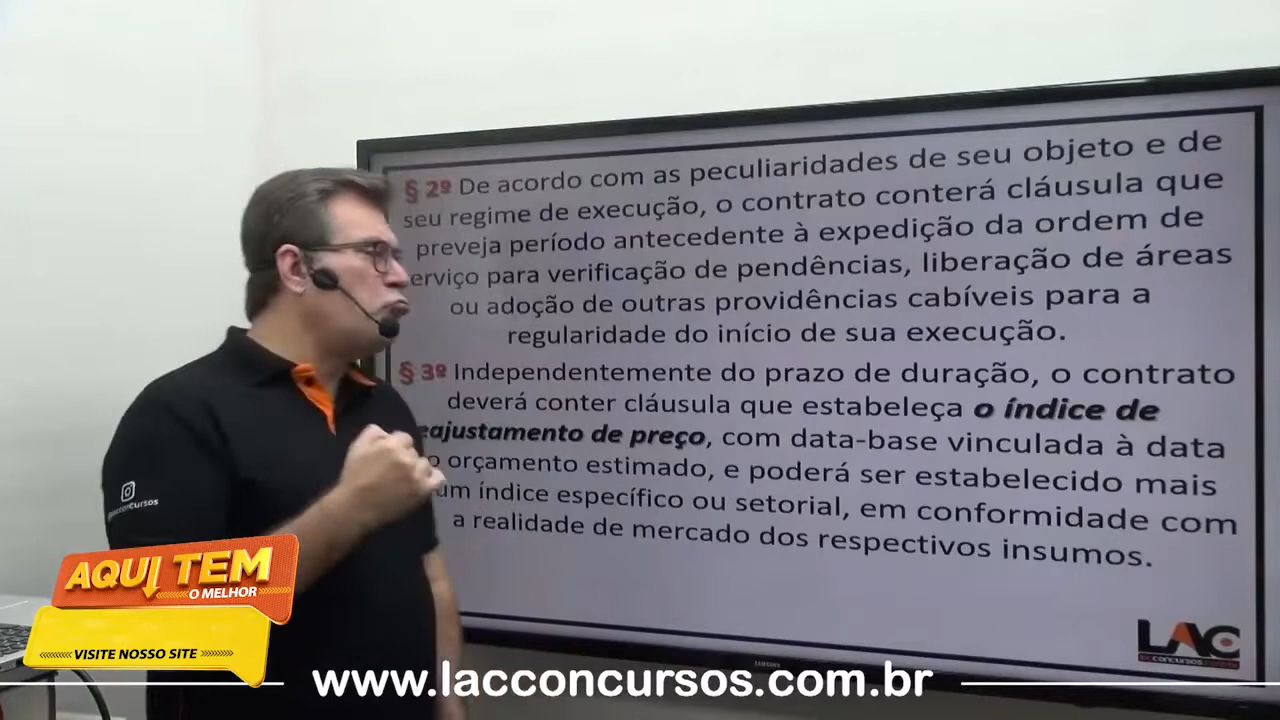 § 2º De acordo com as peculiaridades de seu objeto e de
seu regime de execução, o contrato conterá cláusula que
preveja período antecedente à expedição da ordem de
erviço para verificação de pendências, liberação de áreas
ou adoção de outras providências cabíveis para a
regularidade do início de sua execução.
§ 3º Independentemente do prazo de duração, o contrato
deverá conter cláusula que estabeleça o índice de
eajustamento de preço, com data-base vinculada à data
o orçamento estimado, e poderá ser estabelecido mais
um índice específico ou setorial, em conformidade com
a realidade de mercado dos respectivos insumos.
LAC
lacconcursos.com.br
SAMSUNG
@lacconcursos
AQUI TEM
O MELHOR
VISITE NOSSO SITE
www.lacconcursos.com.br